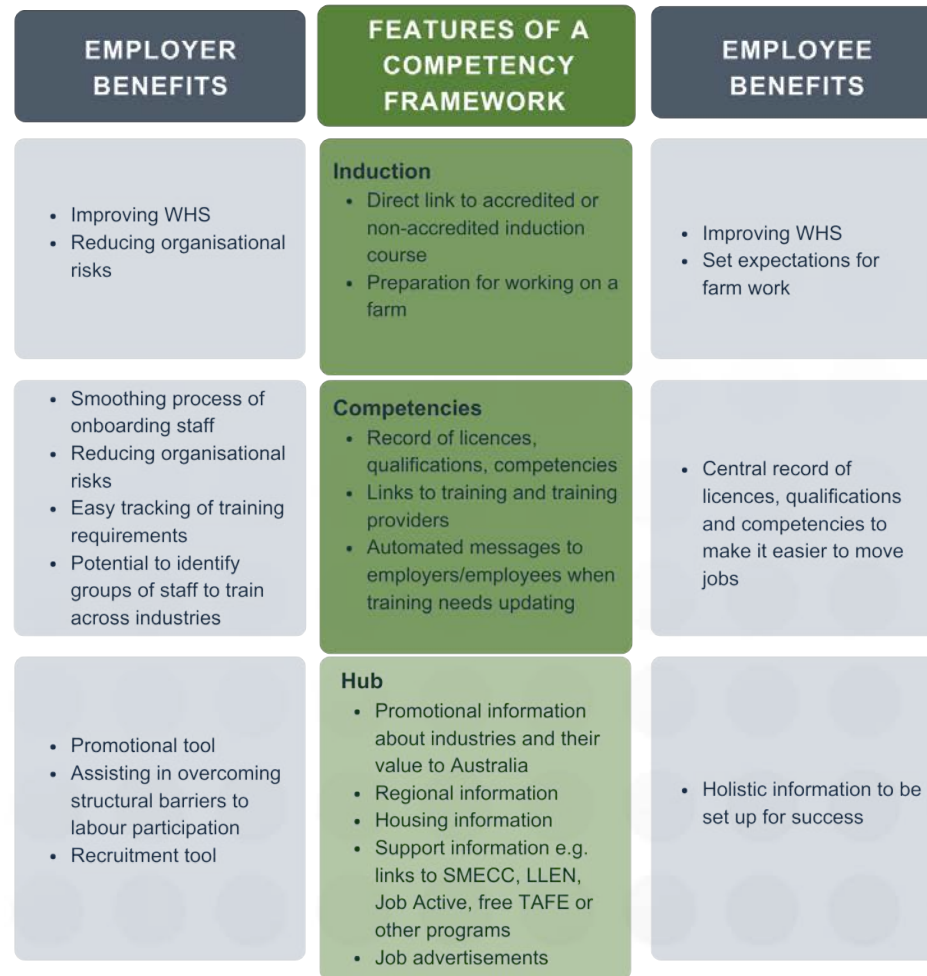 EMPLOYER
BENEFITS
FEATURES OF A
COMPETENCY
FRAMEWORK
EMPLOYEE
BENEFITS
• Improving WHS
• Reducing organisational
risks
Induction
• Direct link to accredited or
non-accredited induction
course
• Preparation for working on a
farm
• Improving WHS
• Set expectations for
farm work
• Smoothing process of
onboarding staff
• Reducing organisational
risks
• Easy tracking of training
requirements
• Potential to identify
groups of staff to train
across industries
Competencies
• Record of licences,
qualifications, competencies
• Links to training and training
providers
• Automated messages to
employers/employees when
training needs updating
• Central record of
licences, qualifications
and competencies to
make it easier to move
jobs
• Promotional tool
• Assisting in overcoming
structural barriers to
labour participation
• Recruitment tool
Hub
• Promotional information
about industries and their
value to Australia
• Regional information
• Housing information
• Support information e.g.
links to SMECC, LLEN,
Job Active, free TAFE or
other programs
• Job advertisements
• Holistic information to be
set up for success